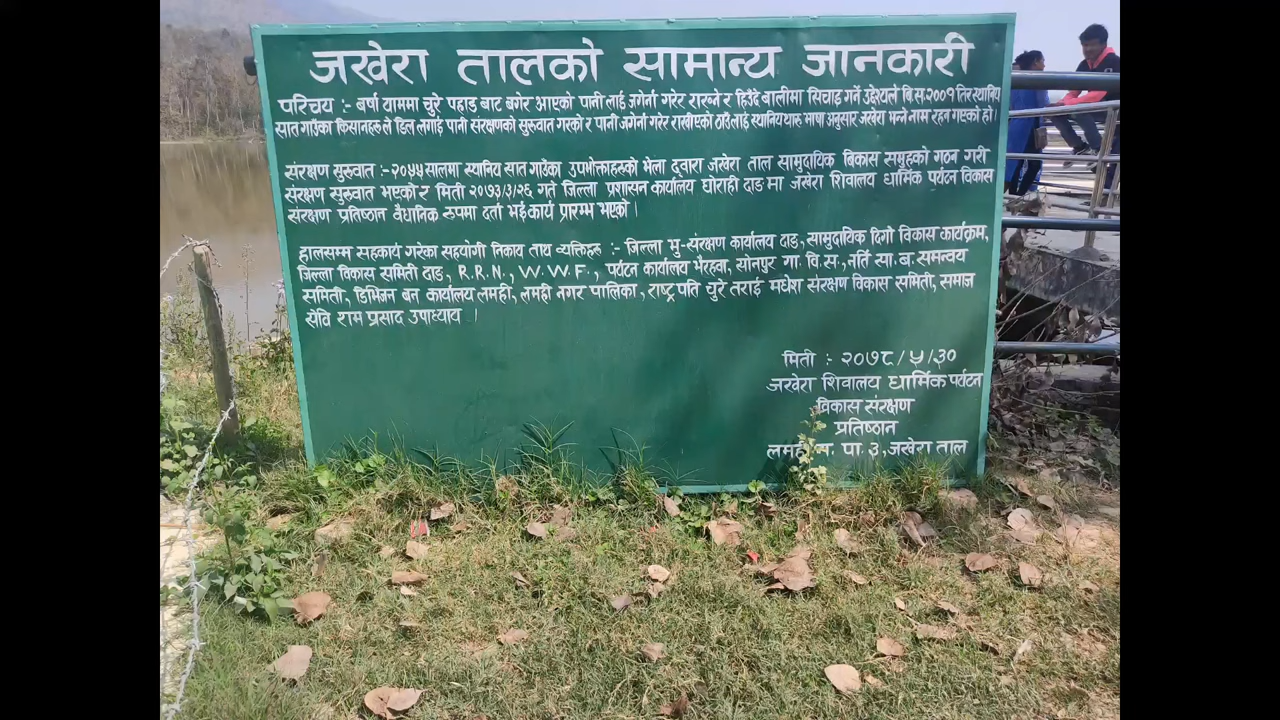 जखेरा तालको सामान्य जानकारी
परिचय :- बर्षा याममा चुरे पहाड बाट बगेर आएको पानी लाई जगेर्ना गरेर राख्ने र हिउँदे बालीमा सिचाइ गर्ने उद्देश्यले बि.स.२००१ तिर स्थानिय
सात गाउँका किसानहरु ले डिल लगाई पानी संरक्षणको सुरुवात गरको र पानी जगेर्ना गरेर राखीएको ठाउँलाई स्थानिय थारु भाषा अनुसार जखेरा भन्ने नाम रहन गएको हो।
संरक्षण सुरुवात :-२०५५ सालमा स्थानिय सात गाउँका उपभोक्ताहरुको भेला द्वारा जखेरा ताल सामुदायिक बिकास समुहको गठन गरी
संरक्षण सुरुवात भएको र मिती २०७३/३/२६ गते जिल्ला प्रशासन कार्यालय घोराही दाङ मा जखेरा शिवालय धार्मिक पर्यटन विकास
संरक्षण प्रतिष्ठान वैधानिक रुपमा दर्ता भई कार्य प्रारम्भ भएको ।
हालसम्म सहकार्य गरेका सहयोगी निकाय तथा व्यक्तिहरु :- जिल्ला भु-संरक्षण कार्यालय दाङ, सामुदायिक दिगो विकास कार्यक्रम,
जिल्ला विकास समिती दाङ, R.R.N., W.W.F., पर्यटन कार्यालय भैरहवा, सोनपुर गा. वि. स., नर्ति सा. ब. समन्वय
समिती, डिभिजन बन कार्यालय लमही, लमही नगर पालिका, राष्ट्रपति चुरे तराई मधेश संरक्षण विकास समिती, समाज
सेवि राम प्रसाद उपाध्याय ।
मिती :- २०७८/५/३०
जखेरा शिवालय धार्मिक पर्यटन
विकास संरक्षण
प्रतिष्ठान
लमही न. पा. ३, जखेरा ताल